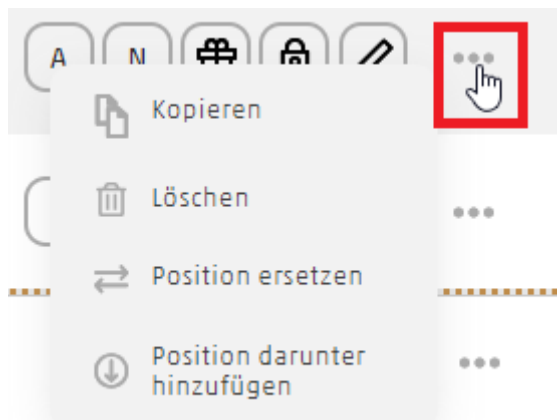 A N
Kopieren
Löschen
Position ersetzen
Position darunter
hinzufügen